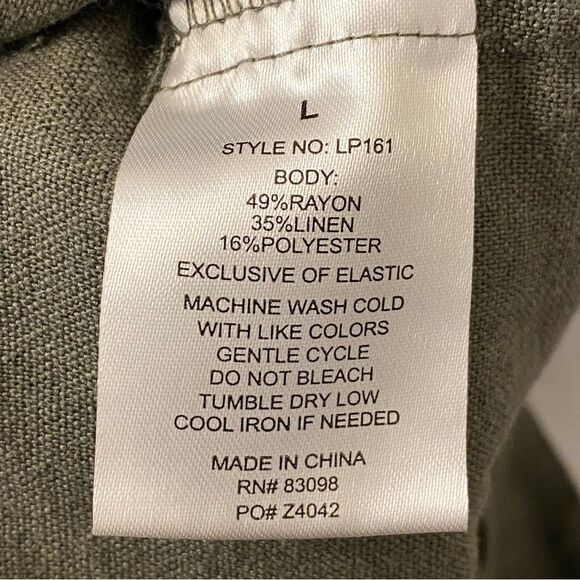 L
STYLE NO: LP161
BODY:
49%RAYON
35%LINEN
16%POLYESTER
EXCLUSIVE OF ELASTIC
MACHINE WASH COLD
WITH LIKE COLORS
GENTLE CYCLE
DO NOT BLEACH
TUMBLE DRY LOW
COOL IRON IF NEEDED
MADE IN CHINA
RN# 83098
PO# Z4042